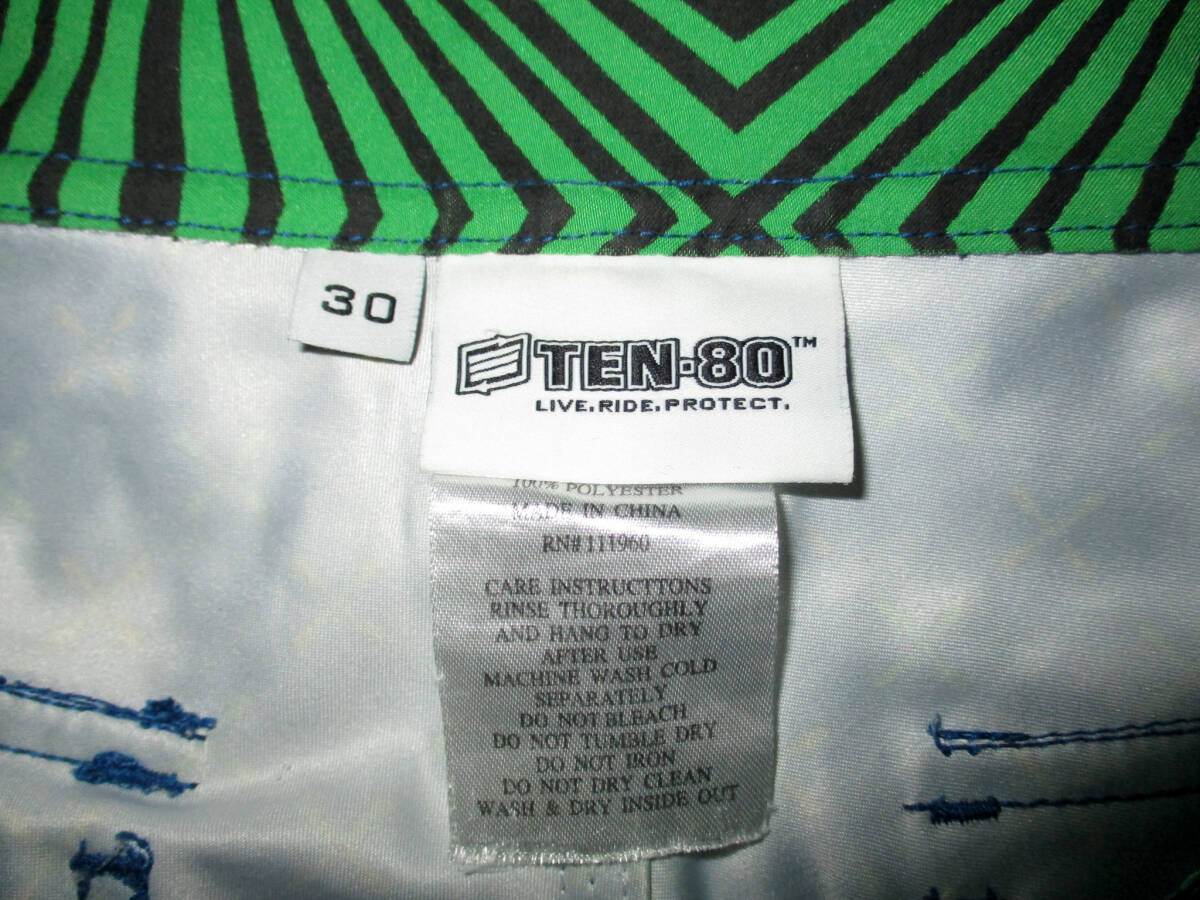 30
TEN-80™
LIVE.RIDE.PROTECT.
100% POLYESTER
MADE IN CHINA
RN# 111960
CARE INSTRUCTTONS
RINSE THOROUGHLY
AND HANG TO DRY
AFTER USE
MACHINE WASH COLD
SEPARATELY
DO NOT BLEACH
DO NOT TUMBLE DRY
DO NOT IRON
DO NOT DRY CLEAN
WASH & DRY INSIDE OUT